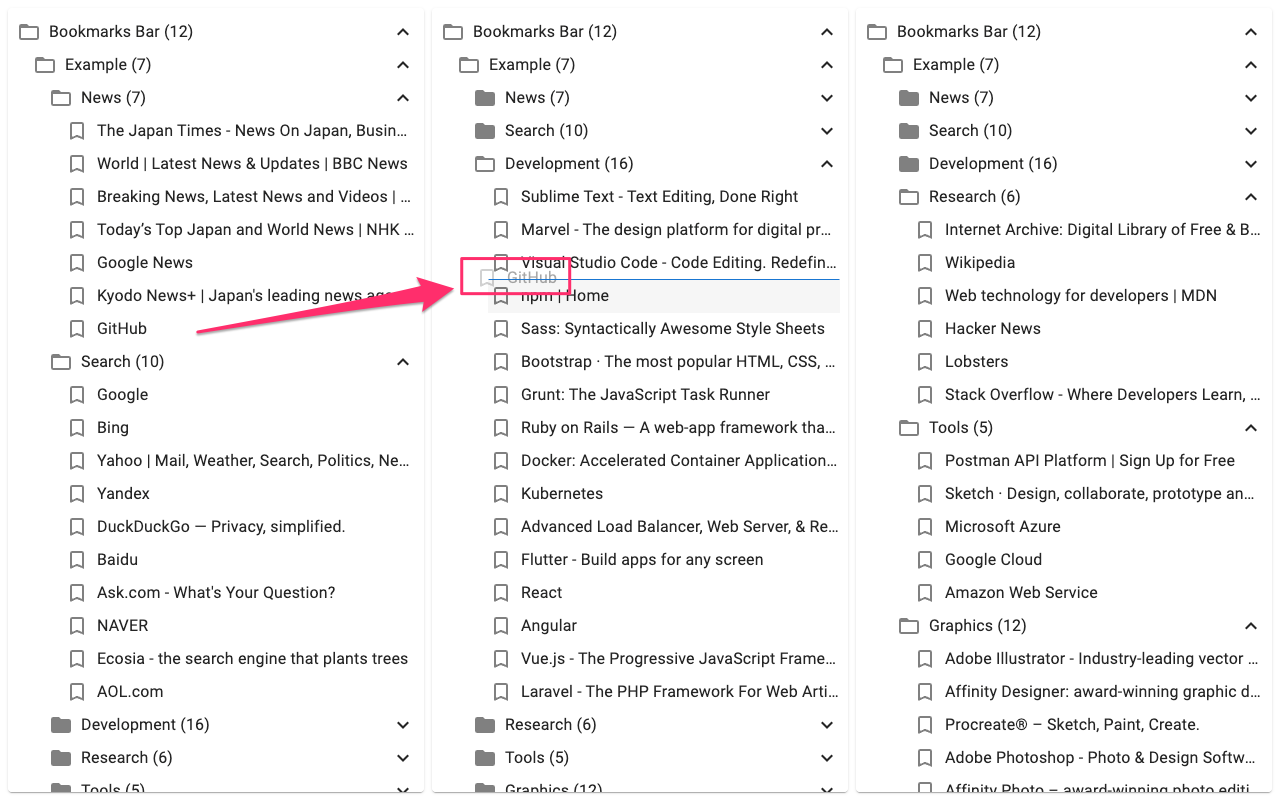 Bookmarks Bar (12)
Example (7)
News (7)
The Japan Times - News On Japan, Busin…
World | Latest News & Updates | BBC News
Breaking News, Latest News and Videos | …
Today’s Top Japan and World News | NHK …
Google News
Kyodo News+ | Japan's leading news age
GitHub
Search (10)
Google
Bing
Yahoo | Mail, Weather, Search, Politics, Ne…
Yandex
DuckDuckGo — Privacy, simplified.
Baidu
Ask.com - What's Your Question?
NAVER
Ecosia - the search engine that plants trees
AOL.com
Development (16)
Research (6)
Tools (5)
Bookmarks Bar (12)
Example (7)
News (7)
Search (10)
Development (16)
Sublime Text - Text Editing, Done Right
Marvel - The design platform for digital pr…
Visual Studio Code - Code Editing. Redefin…
GitHub
npm | Home
Sass: Syntactically Awesome Style Sheets
Bootstrap · The most popular HTML, CSS, …
Grunt: The JavaScript Task Runner
Ruby on Rails — A web-app framework tha…
Docker: Accelerated Container Application…
Kubernetes
Advanced Load Balancer, Web Server, & Re…
Flutter - Build apps for any screen
React
Angular
Vue.js - The Progressive JavaScript Frame…
Laravel - The PHP Framework For Web Arti…
Research (6)
Tools (5)
Graphics (12)
Bookmarks Bar (12)
Example (7)
News (7)
Search (10)
Development (16)
Research (6)
Internet Archive: Digital Library of Free & B…
Wikipedia
Web technology for developers | MDN
Hacker News
Lobsters
Stack Overflow - Where Developers Learn, …
Tools (5)
Postman API Platform | Sign Up for Free
Sketch · Design, collaborate, prototype an…
Microsoft Azure
Google Cloud
Amazon Web Service
Graphics (12)
Adobe Illustrator - Industry-leading vector …
Affinity Designer: award-winning graphic d…
Procreate® – Sketch, Paint, Create.
Adobe Photoshop - Photo & Design Softw…
Affinity Photo – award-winning photo editi…